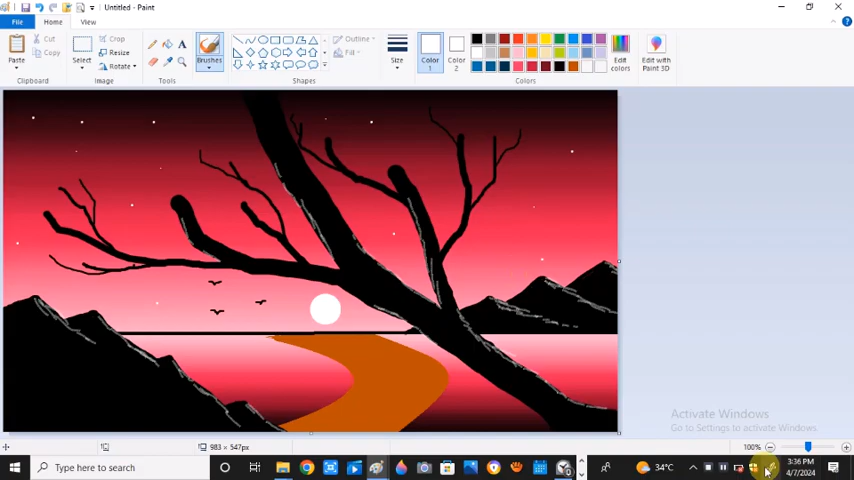 Untitled - Paint
File
Home
View
Paste
Cut
Copy
Clipboard
Select
Crop
Resize
Rotate
Image
A
Tools
Brushes
Outline
Fill
Shapes
Size
Color
1
Color
2
Edit
colors
Colors
Edit with
Paint 3D
Activate Windows
Go to Settings to activate Windows.
983 × 547px
100%
Type here to search
34°C
3:36 PM
4/7/2024